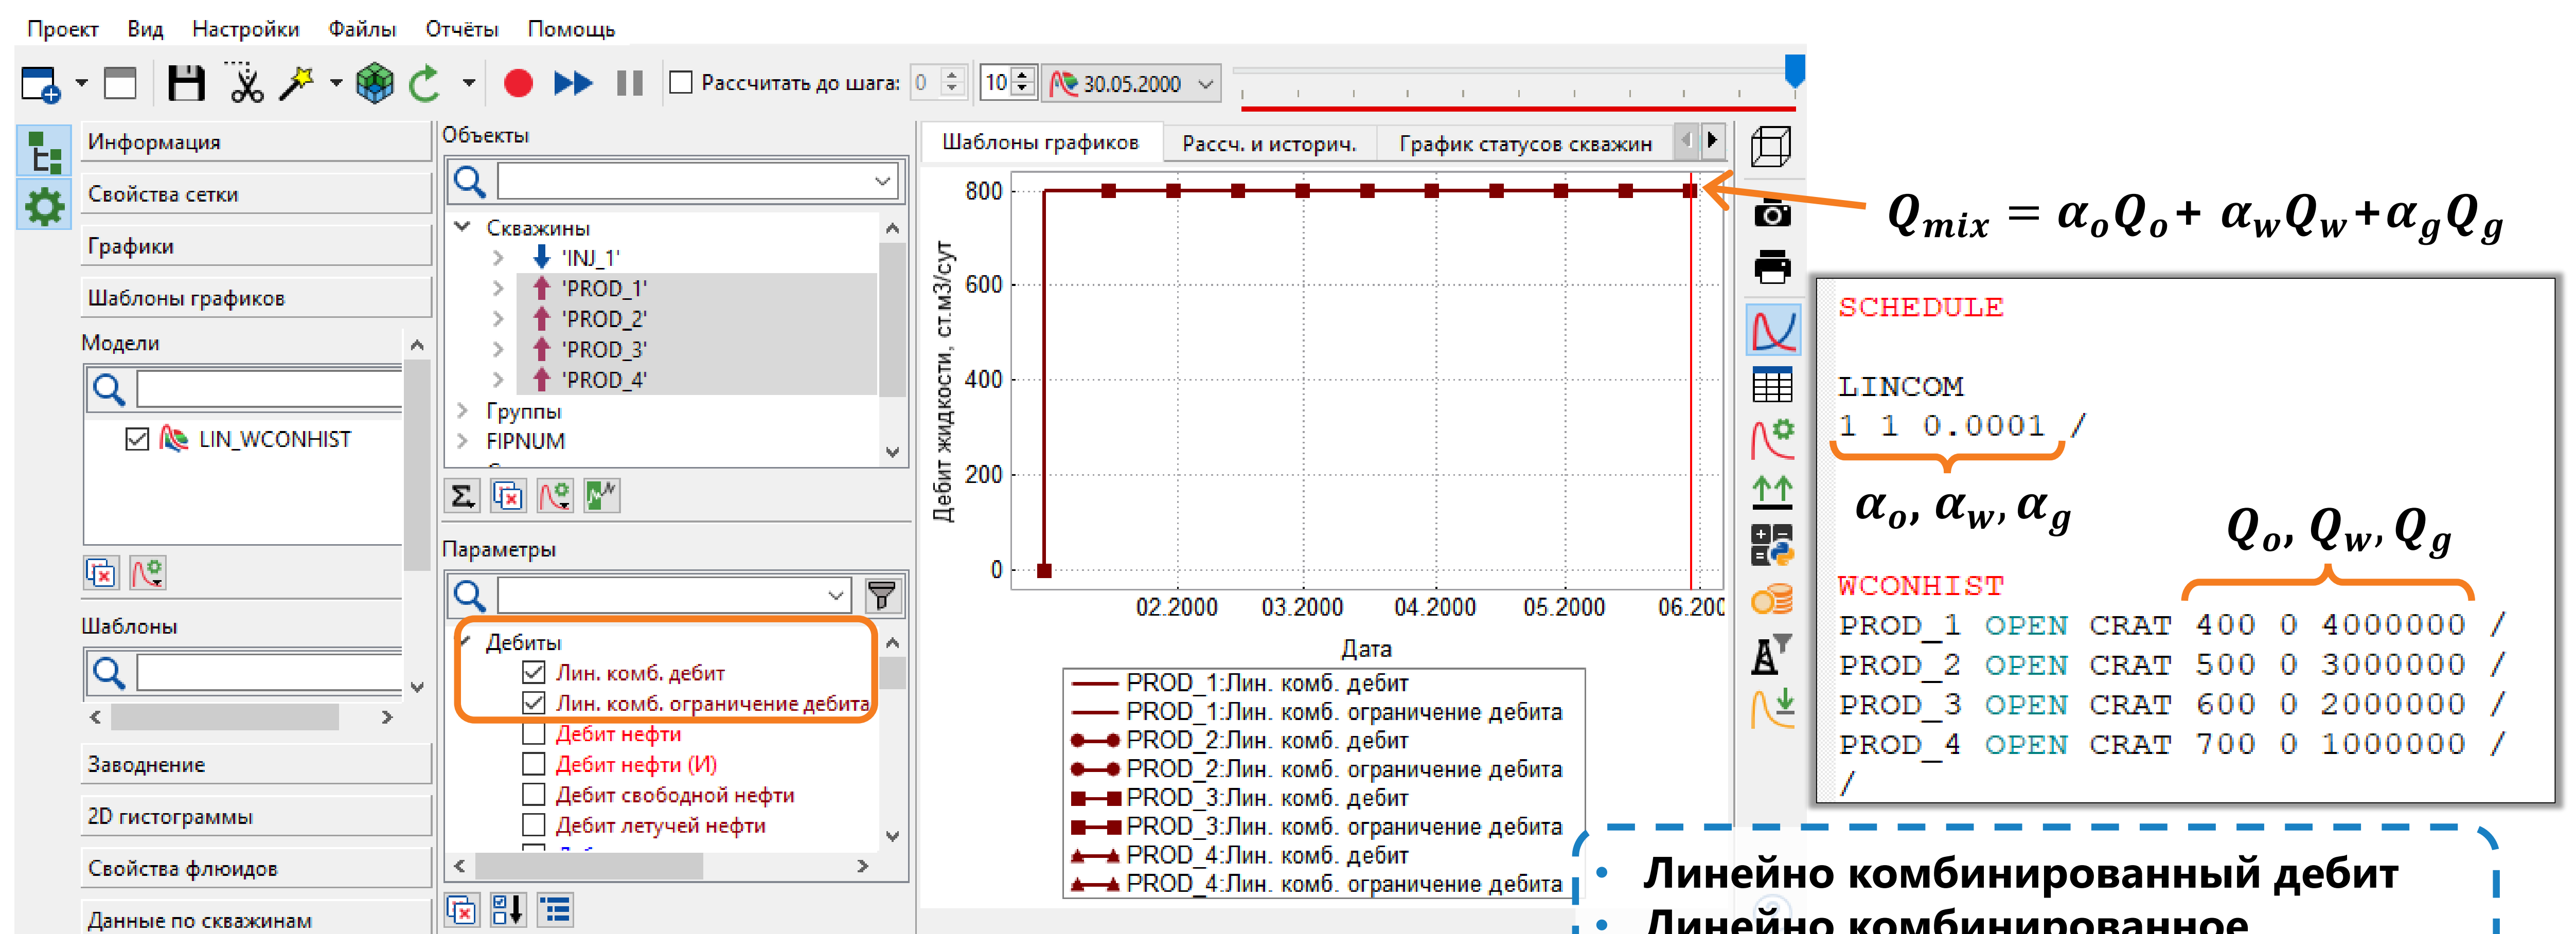 Проект Вид Настройки Файлы Отчёты Помощь
Рассчитать до шага: 0 10 30.05.2000
Информация
Свойства сетки
Графики
Шаблоны графиков
Модели
LIN_WCONHIST
Шаблоны
Заводнение
2D гистограммы
Свойства флюидов
Данные по скважинам
Объекты
Скважины
'INJ_1'
'PROD_1'
'PROD_2'
'PROD_3'
'PROD_4'
Группы
FIPNUM
Параметры
Дебиты
Лин. комб. дебит
Лин. комб. ограничение дебита
Дебит нефти
Дебит нефти (И)
Дебит свободной нефти
Дебит летучей нефти
Шаблоны графиков Рассч. и историч. График статусов скважин
Дебит жидкости, ст.м3/сут
800
600
400
200
0
02.2000 03.2000 04.2000 05.2000 06.200
Дата
PROD_1:Лин. комб. дебит
PROD_1:Лин. комб. ограничение дебита
PROD_2:Лин. комб. дебит
PROD_2:Лин. комб. ограничение дебита
PROD_3:Лин. комб. дебит
PROD_3:Лин. комб. ограничение дебита
PROD_4:Лин. комб. дебит
PROD_4:Лин. комб. ограничение дебита
Q_mix = α_oQ_o+ α_wQ_w+α_gQ_g
SCHEDULE
LINCOM
1 1 0.0001 /
α_o, α_w, α_g
Q_o, Q_w, Q_g
WCONHIST
PROD_1 OPEN CRAT 400 0 4000000 /
PROD_2 OPEN CRAT 500 0 3000000 /
PROD_3 OPEN CRAT 600 0 2000000 /
PROD_4 OPEN CRAT 700 0 1000000 /
/
• Линейно комбинированный дебит
• Линейно комбинированное